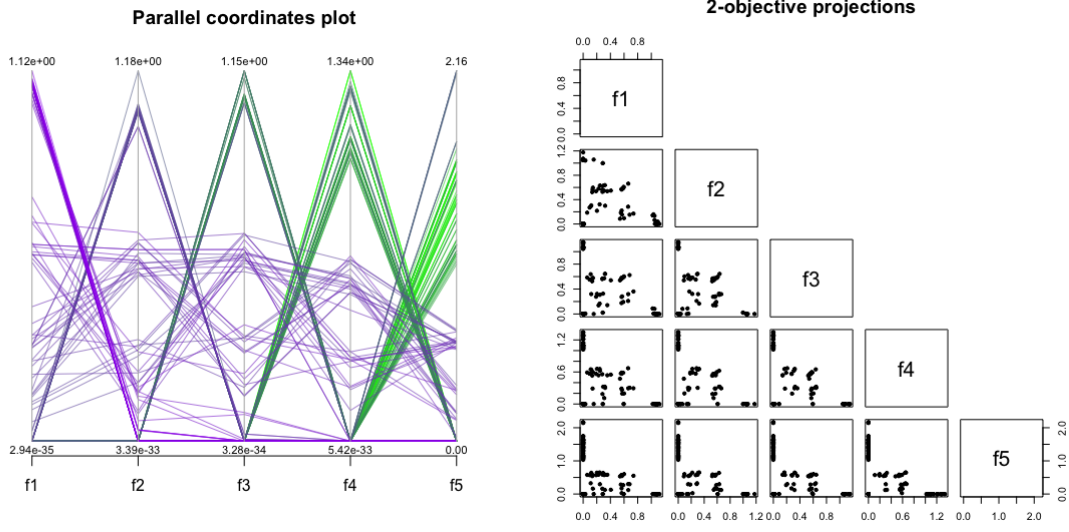 Parallel coordinates plot
1.12e+00 1.18e+00 1.15e+00 1.34e+00 2.16
2.94e-35 3.39e-33 3.28e-34 5.42e-33 0.00
f1 f2 f3 f4 f5
2-objective projections
0.0 0.4 0.8
f1
0.0 0.4 0.8
f2
0.0 0.6 1.2
f3
0.0 0.4 0.8
f4
0.0 0.6 1.2
f5
0.0 1.0 2.0
0.0 1.0 2.0
0.0 0.4 0.8 0.0 0.6 1.2 0.0 0.4 0.8 0.0 0.6 1.2 0.0 1.0 2.0